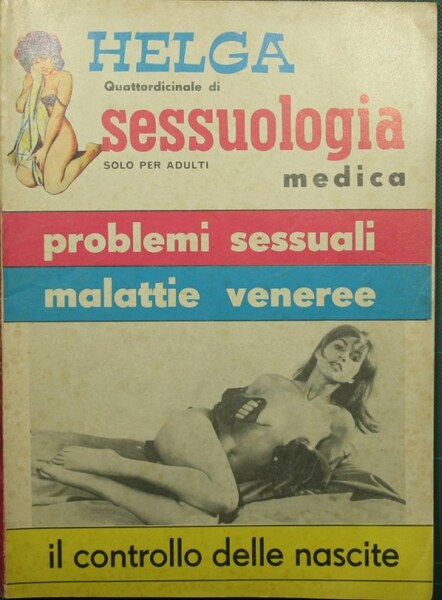 HELGA
Quattordicinale di
sessuologia
SOLO PER ADULTI
medica
problemi sessuali
malattie veneree
il controllo delle nascite